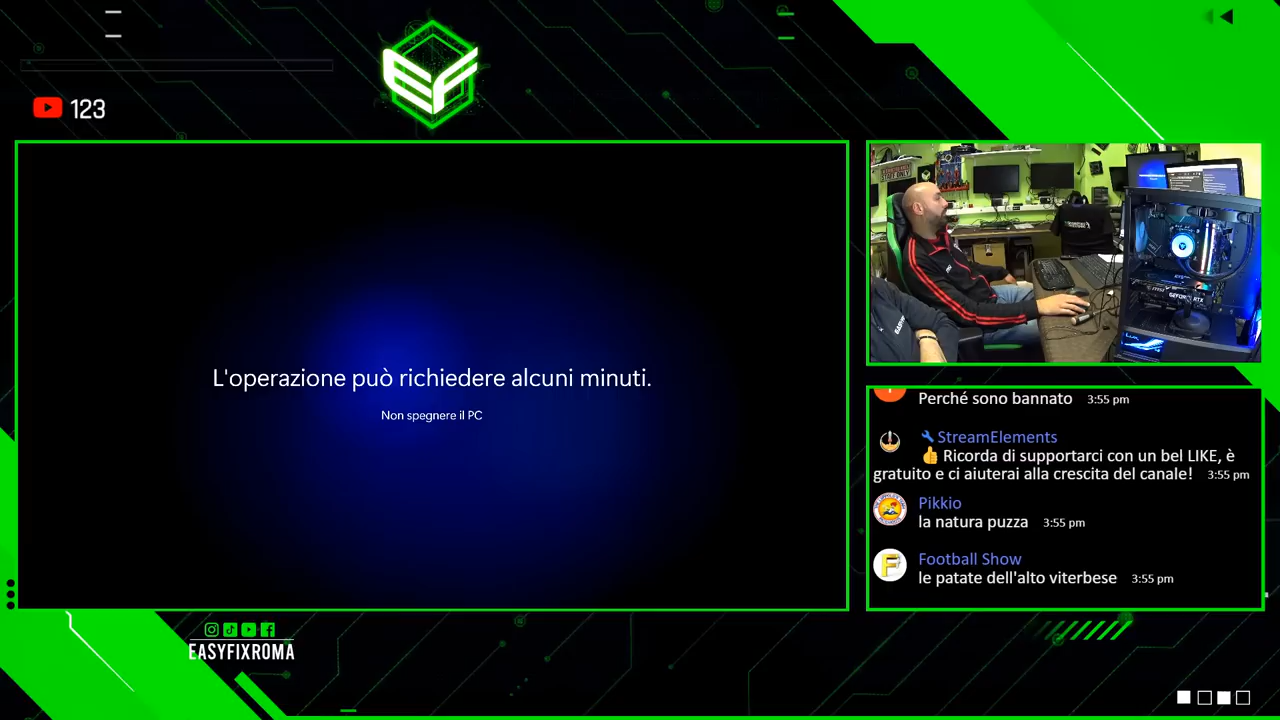 EF
123
L'operazione può richiedere alcuni minuti.
Non spegnere il PC
Perché sono bannato 3:55 pm
StreamElements
👍 Ricorda di supportarci con un bel LIKE, è
gratuito e ci aiuterai alla crescita del canale! 3:55 pm
Pikkio
la natura puzza 3:55 pm
Football Show
le patate dell'alto viterbese 3:55 pm
EASYFIXROMA